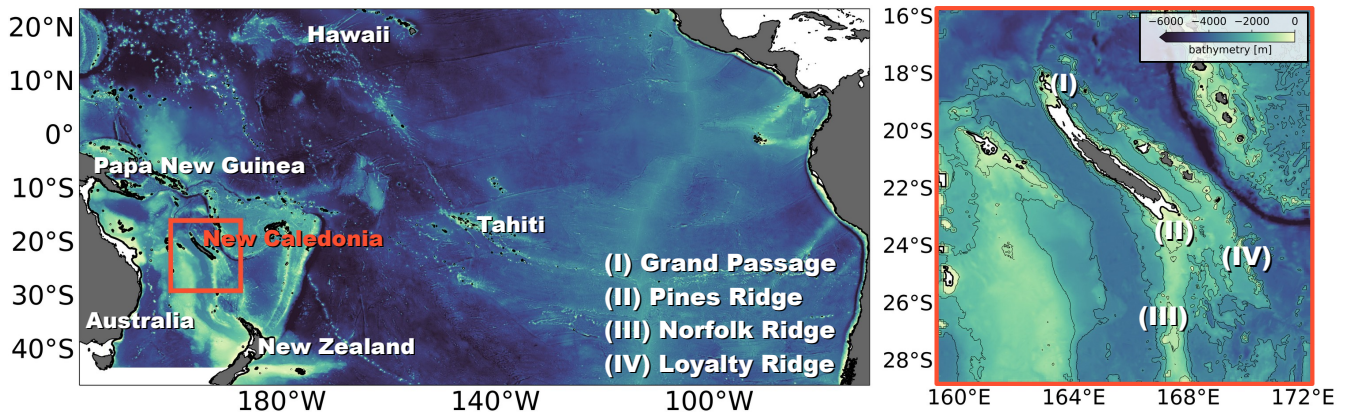 20°N
10°N
0°
10°S
20°S
30°S
40°S
180°W
140°W
100°W
Hawaii
Papa New Guinea
Tahiti
New Caledonia
Australia
New Zealand
(I) Grand Passage
(II) Pines Ridge
(III) Norfolk Ridge
(IV) Loyalty Ridge
16°S
18°S
20°S
22°S
24°S
26°S
28°S
160°E
164°E
168°E
172°E
−6000 −4000 −2000 0
bathymetry [m]
(I)
(II)
(IV)
(III)